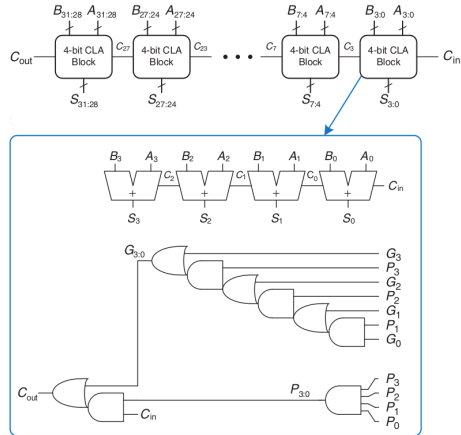 B31:28 A31:28 B27:24 A27:24 B7:4 A7:4 B3:0 A3:0
Cout 4-bit CLA Block C27 4-bit CLA Block C23 • • • C7 4-bit CLA Block C3 4-bit CLA Block Cin
S31:28 S27:24 S7:4 S3:0
B3 A3 B2 A2 B1 A1 B0 A0
C2 C1 C0 Cin
+ + + +
S3 S2 S1 S0
G3:0
G3
P3
G2
P2
G1
P1
G0
P3:0
P3
P2
P1
P0
Cout
Cin